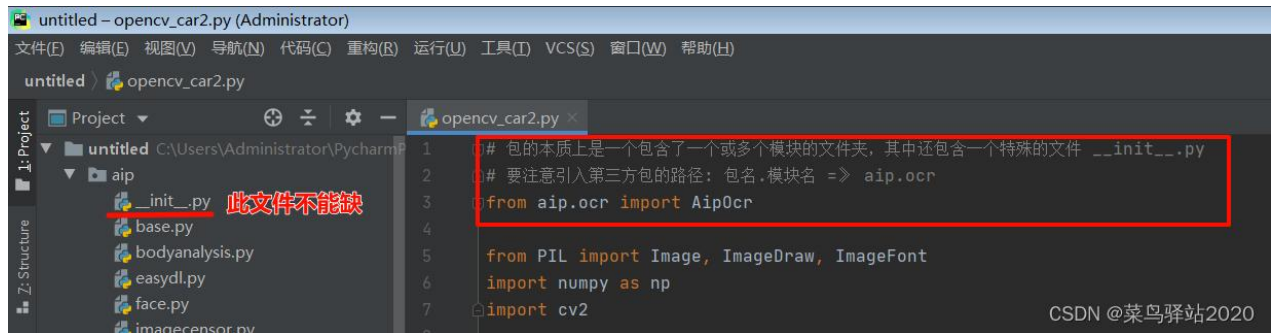 untitled – opencv_car2.py (Administrator)
文件(F) 编辑(E) 视图(V) 导航(N) 代码(C) 重构(R) 运行(U) 工具(T) VCS(S) 窗口(W) 帮助(H)
untitled 〉 opencv_car2.py
1: Project
Z: Structure
Project
untitled C:\Users\Administrator\PycharmP
aip
__init__.py 此文件不能缺
base.py
bodyanalysis.py
easydl.py
face.py
imagecensor.py
opencv_car2.py ×
1 # 包的本质上是一个包含了一个或多个模块的文件夹，其中还包含一个特殊的文件 __init__.py
2 # 要注意引入第三方包的路径: 包名.模块名 =》 aip.ocr
3 from aip.ocr import AipOcr
4
5 from PIL import Image, ImageDraw, ImageFont
6 import numpy as np
7 import cv2
CSDN @菜鸟驿站2020